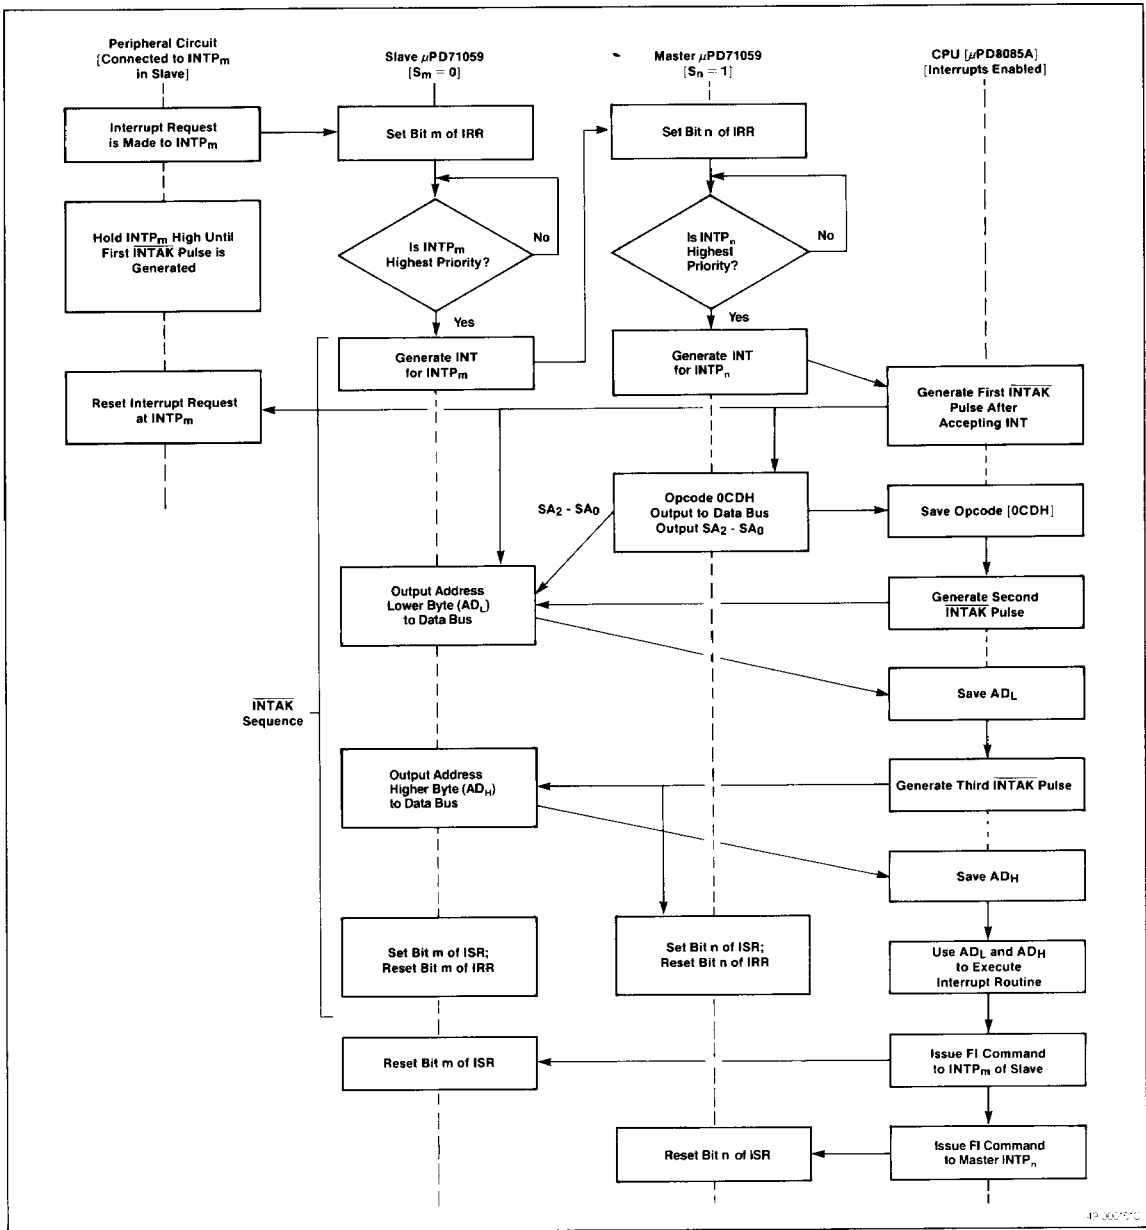 Peripheral Circuit
[Connected to INTPm
in Slave]
Slave µPD71059
[Sm = 0]
Master µPD71059
[Sn = 1]
CPU [µPD8085A]
[Interrupts Enabled]
Interrupt Request
is Made to INTPm
Set Bit m of IRR
Set Bit n of IRR
Hold INTPm High Until
First INTAK Pulse is
Generated
Is INTPm
Highest Priority?
No
Yes
Is INTPn
Highest
Priority?
No
Yes
Generate INT
for INTPm
Generate INT
for INTPn
Reset Interrupt Request
at INTPm
Generate First INTAK
Pulse After
Accepting INT
SA2 - SA0
Opcode 0CDH
Output to Data Bus
Output SA2 - SA0
Save Opcode [0CDH]
Output Address
Lower Byte (ADL)
to Data Bus
Generate Second
INTAK Pulse
Save ADL
INTAK
Sequence
Output Address
Higher Byte (ADH)
to Data Bus
Generate Third INTAK Pulse
Save ADH
Set Bit m of ISR;
Reset Bit m of IRR
Set Bit n of ISR;
Reset Bit n of IRR
Use ADL and ADH
to Execute
Interrupt Routine
Reset Bit m of ISR
Issue FI Command
to INTPm of Slave
Reset Bit n of ISR
Issue FI Command
to Master INTPn